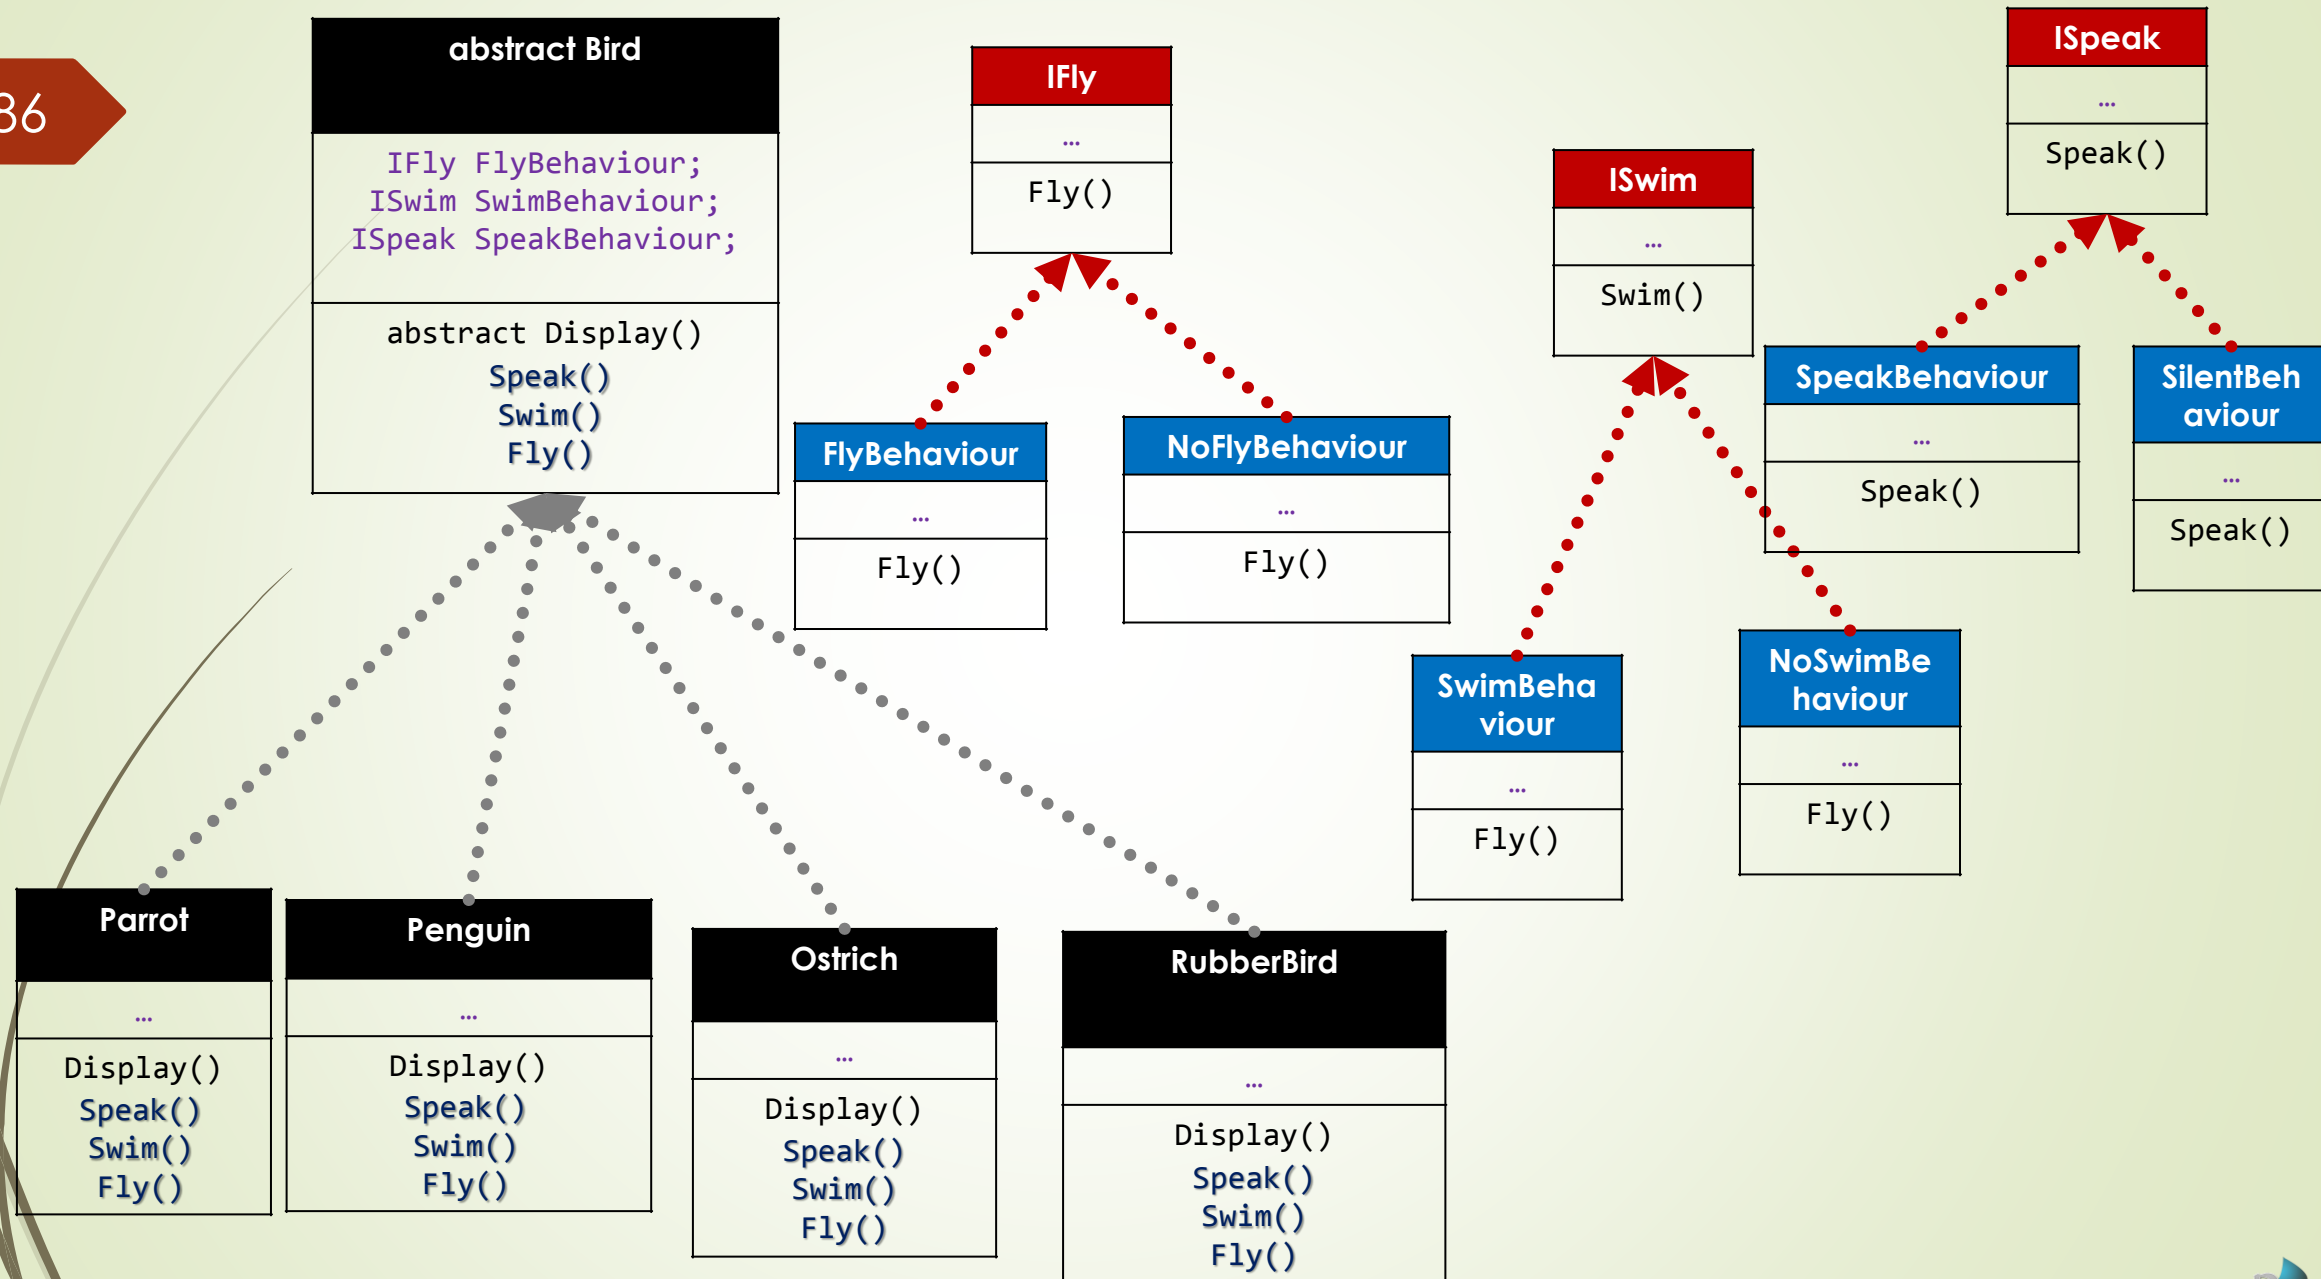 86
abstract Bird
IFly FlyBehaviour;
ISwim SwimBehaviour;
ISpeak SpeakBehaviour;
abstract Display()
Speak()
Swim()
Fly()
IFly
...
Fly()
ISwim
...
Swim()
ISpeak
...
Speak()
FlyBehaviour
...
Fly()
NoFlyBehaviour
...
Fly()
SpeakBehaviour
...
Speak()
SilentBeh
aviour
...
Speak()
SwimBeha
viour
...
Fly()
NoSwimBe
haviour
...
Fly()
Parrot
...
Display()
Speak()
Swim()
Fly()
Penguin
...
Display()
Speak()
Swim()
Fly()
Ostrich
...
Display()
Speak()
Swim()
Fly()
RubberBird
...
Display()
Speak()
Swim()
Fly()